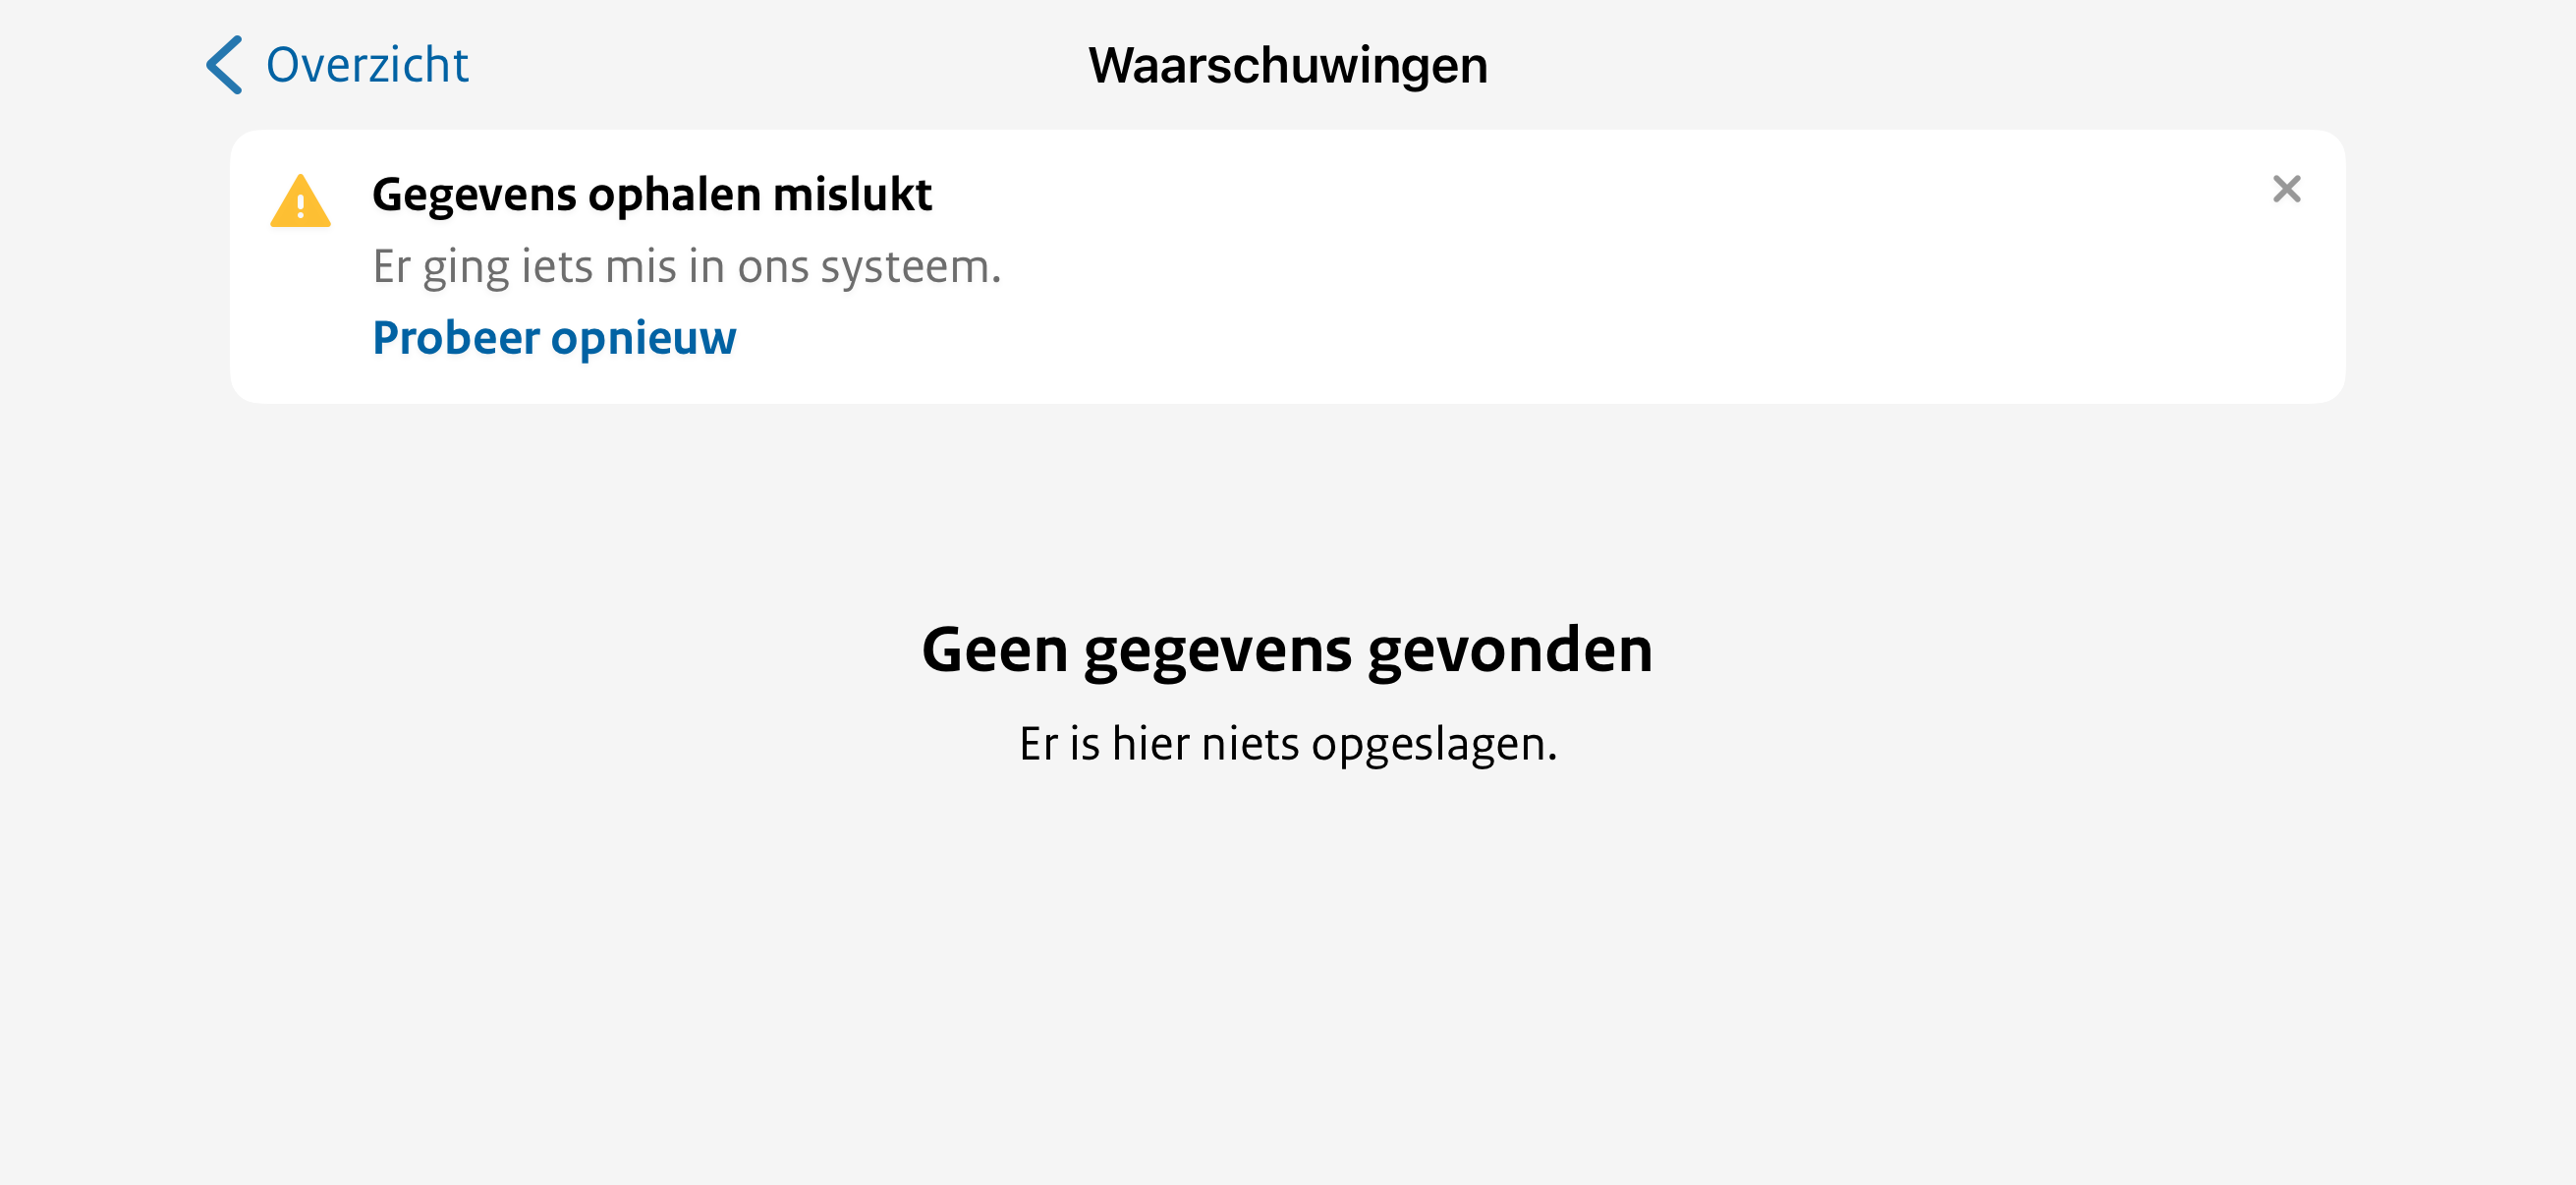 Overzicht
Waarschuwingen
Gegevens ophalen mislukt
Er ging iets mis in ons systeem.
Probeer opnieuw
Geen gegevens gevonden
Er is hier niets opgeslagen.